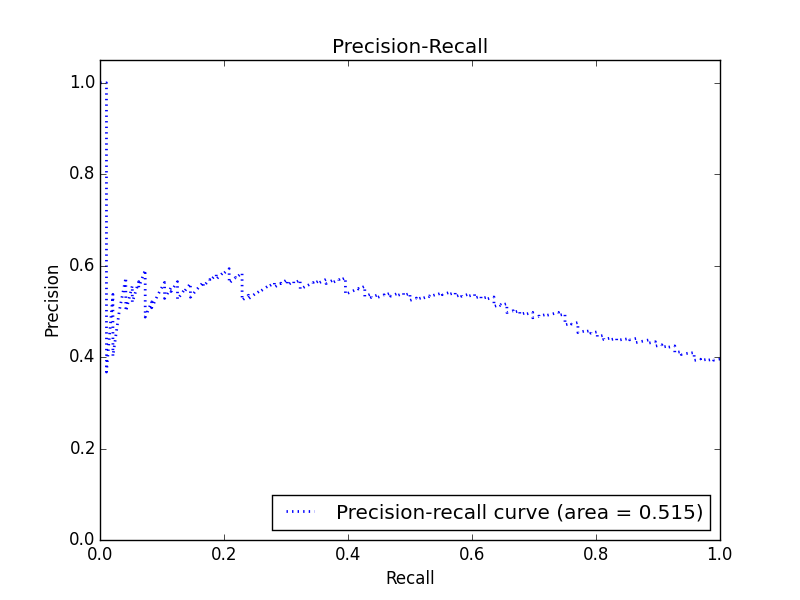 Precision-Recall
1.0
0.8
0.6
0.4
0.2
0.0
Precision
Precision-recall curve (area = 0.515)
0.0 0.2 0.4 0.6 0.8 1.0
Recall